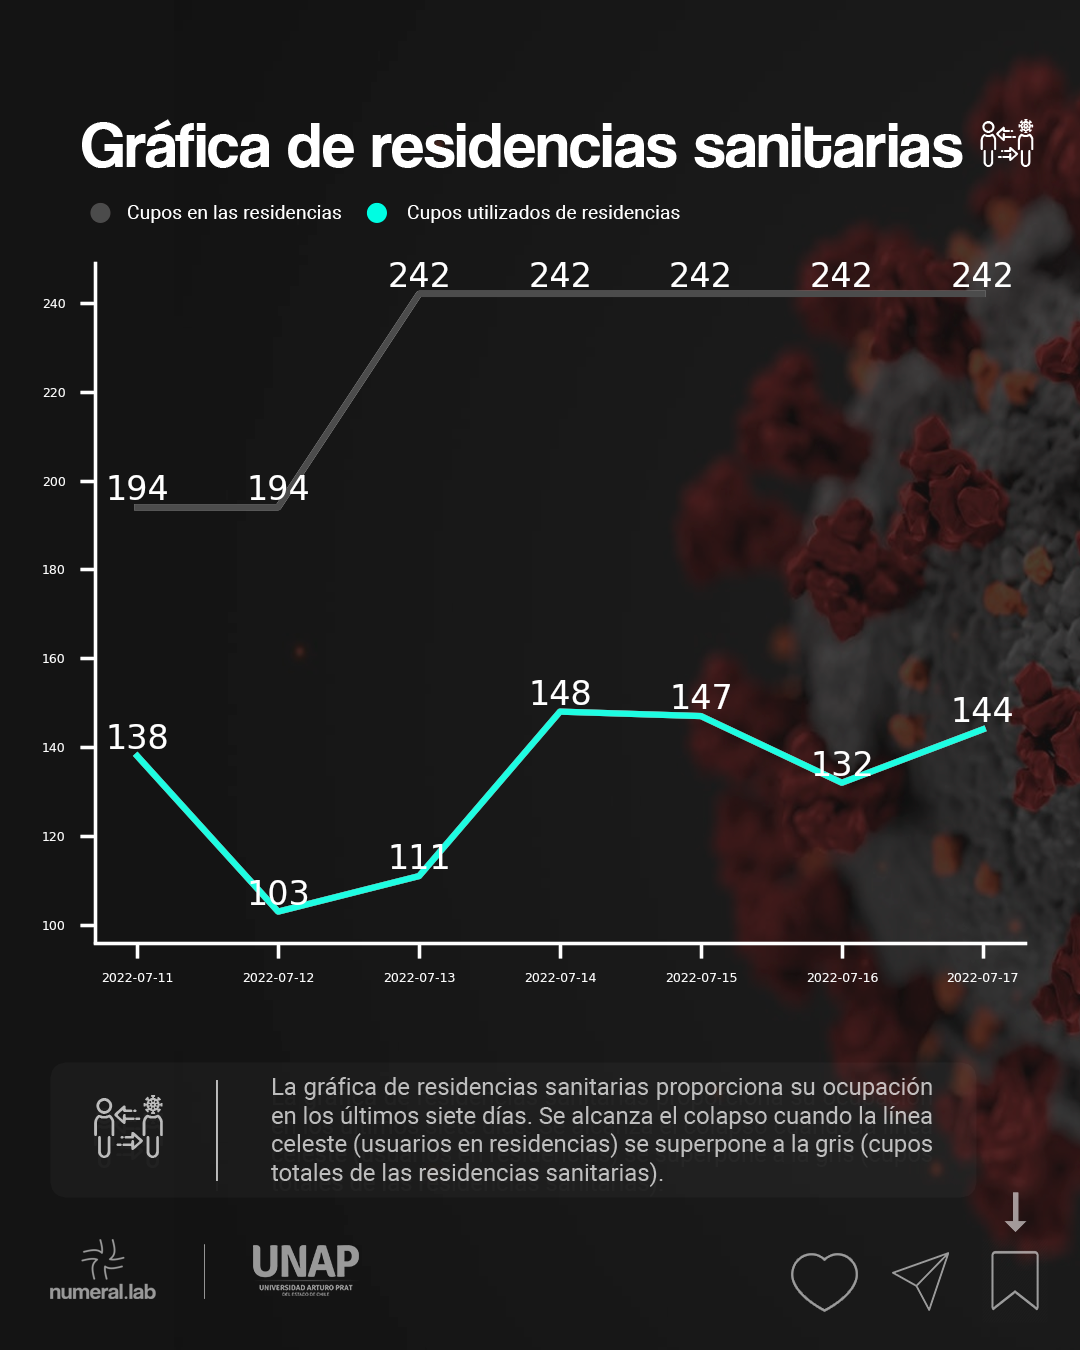 Gráfica de residencias sanitarias
Cupos en las residencias
Cupos utilizados de residencias
242 242 242 242 242
240
220
200
194 194
180
160
148 147
144
140
138
132
120
111
103
100
2022-07-11 2022-07-12 2022-07-13 2022-07-14 2022-07-15 2022-07-16 2022-07-17
La gráfica de residencias sanitarias proporciona su ocupación
en los últimos siete días. Se alcanza el colapso cuando la línea
celeste (usuarios en residencias) se superpone a la gris (cupos
totales de las residencias sanitarias).
numeral.lab
UNAP
UNIVERSIDAD ARTURO PRAT
DEL ESTADO DE CHILE